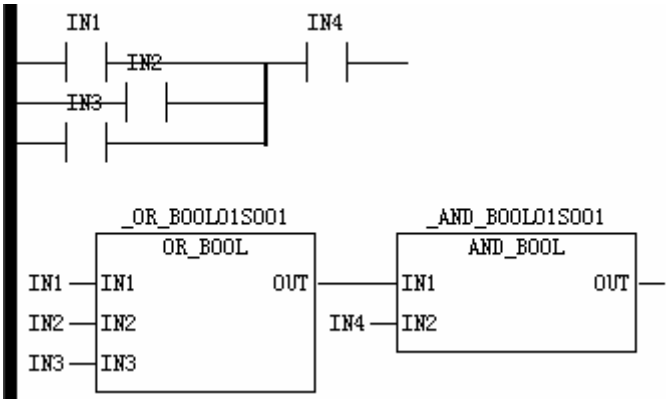 IN1 IN4
IN2
IN3
_OR_BOOL01S001 _AND_BOOL01S001
OR_BOOL AND_BOOL
IN1 IN1 OUT IN1 OUT
IN2 IN2 IN4 IN2
IN3 IN3